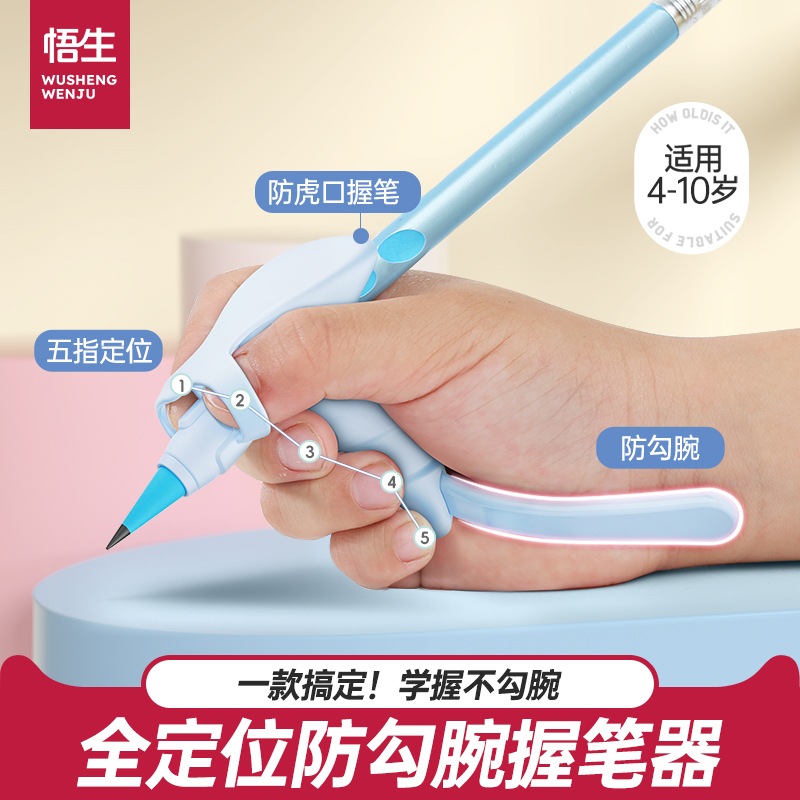 悟生
WUSHENG
WENJU
HOW OLDIS IT
适用
4-10岁
SUITABLE FOR
防虎口握笔
五指定位
1
2
3
4
5
防勾腕
一款搞定！学握不勾腕
全定位防勾腕握笔器